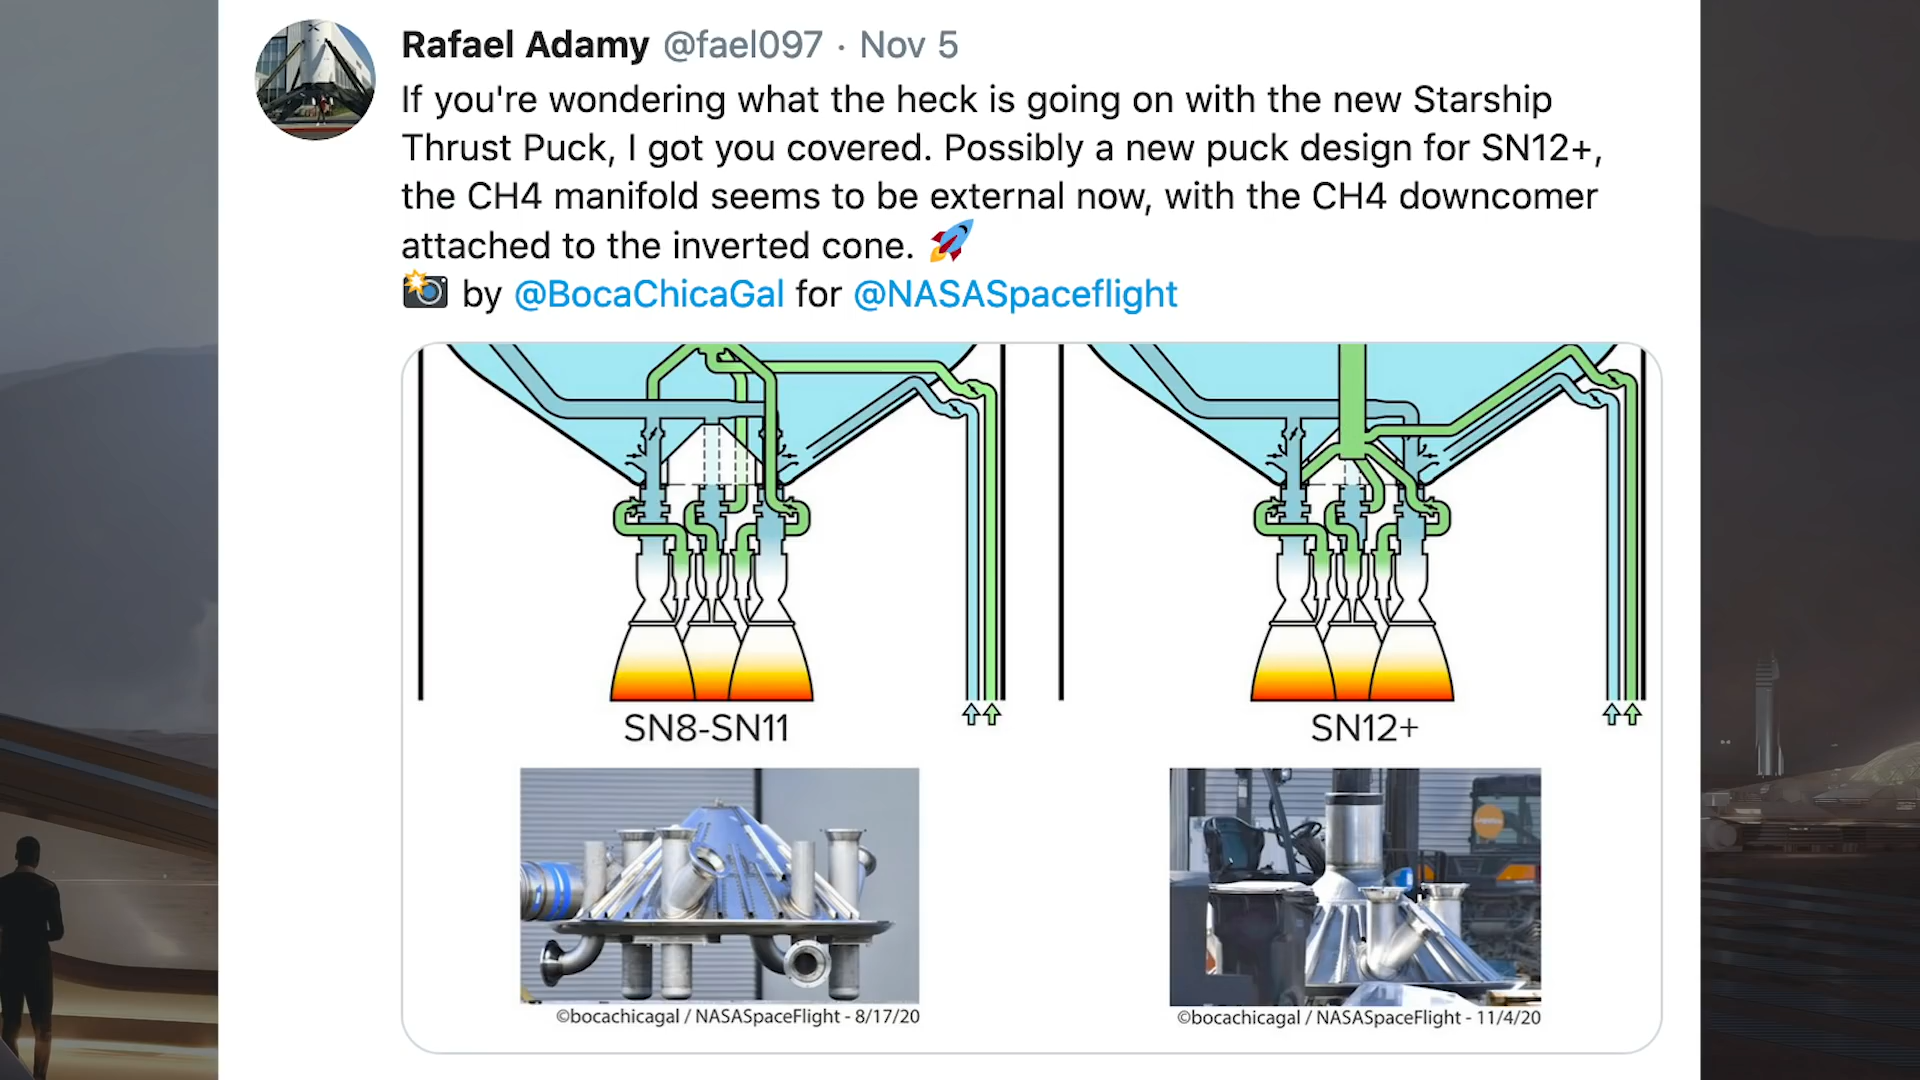 Rafael Adamy @fael097 · Nov 5
If you're wondering what the heck is going on with the new Starship
Thrust Puck, I got you covered. Possibly a new puck design for SN12+,
the CH4 manifold seems to be external now, with the CH4 downcomer
attached to the inverted cone. 🚀
📸 by @BocaChicaGal for @NASASpaceflight
SN8-SN11
SN12+
©bocachicagal / NASASpaceFlight - 8/17/20
©bocachicagal / NASASpaceFlight - 11/4/20